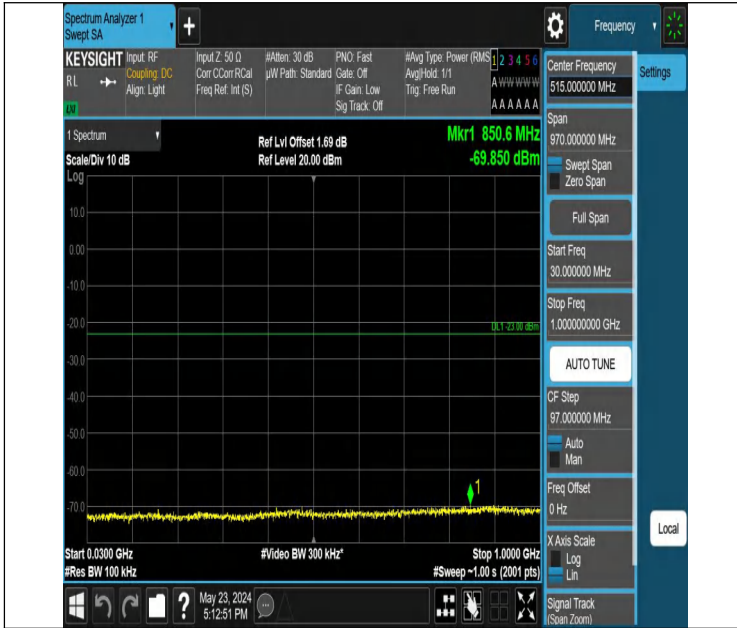 Spectrum Analyzer 1
Swept SA
+
Frequency
KEYSIGHT
RL
LXI
Input: RF
Coupling: DC
Align: Light
Input Z: 50 Ω
Corr CCorr RCal
Freq Ref: Int (S)
#Atten: 30 dB
µW Path: Standard
PNO: Fast
Gate: Off
IF Gain: Low
Sig Track: Off
#Avg Type: Power (RMS
Avg|Hold: 1/1
Trig: Free Run
1 2 3 4 5 6
A W W W W W
A A A A A A
1 Spectrum
Scale/Div 10 dB
Log
Ref Lvl Offset 1.69 dB
Ref Level 20.00 dBm
Mkr1 850.6 MHz
-69.850 dBm
10.0
0.00
-10.0
-20.0
DL1 -23.00 dBm
-30.0
-40.0
-50.0
-60.0
1
-70.0
Start 0.0300 GHz
#Res BW 100 kHz
#Video BW 300 kHz*
Stop 1.0000 GHz
#Sweep ~1.00 s (2001 pts)
?
May 23, 2024
5:12:51 PM
Center Frequency
515.000000 MHz
Settings
Span
970.000000 MHz
Swept Span
Zero Span
Full Span
Start Freq
30.000000 MHz
Stop Freq
1.000000000 GHz
AUTO TUNE
CF Step
97.000000 MHz
Auto
Man
Freq Offset
0 Hz
X Axis Scale
Log
Lin
Local
Signal Track
(Span Zoom)